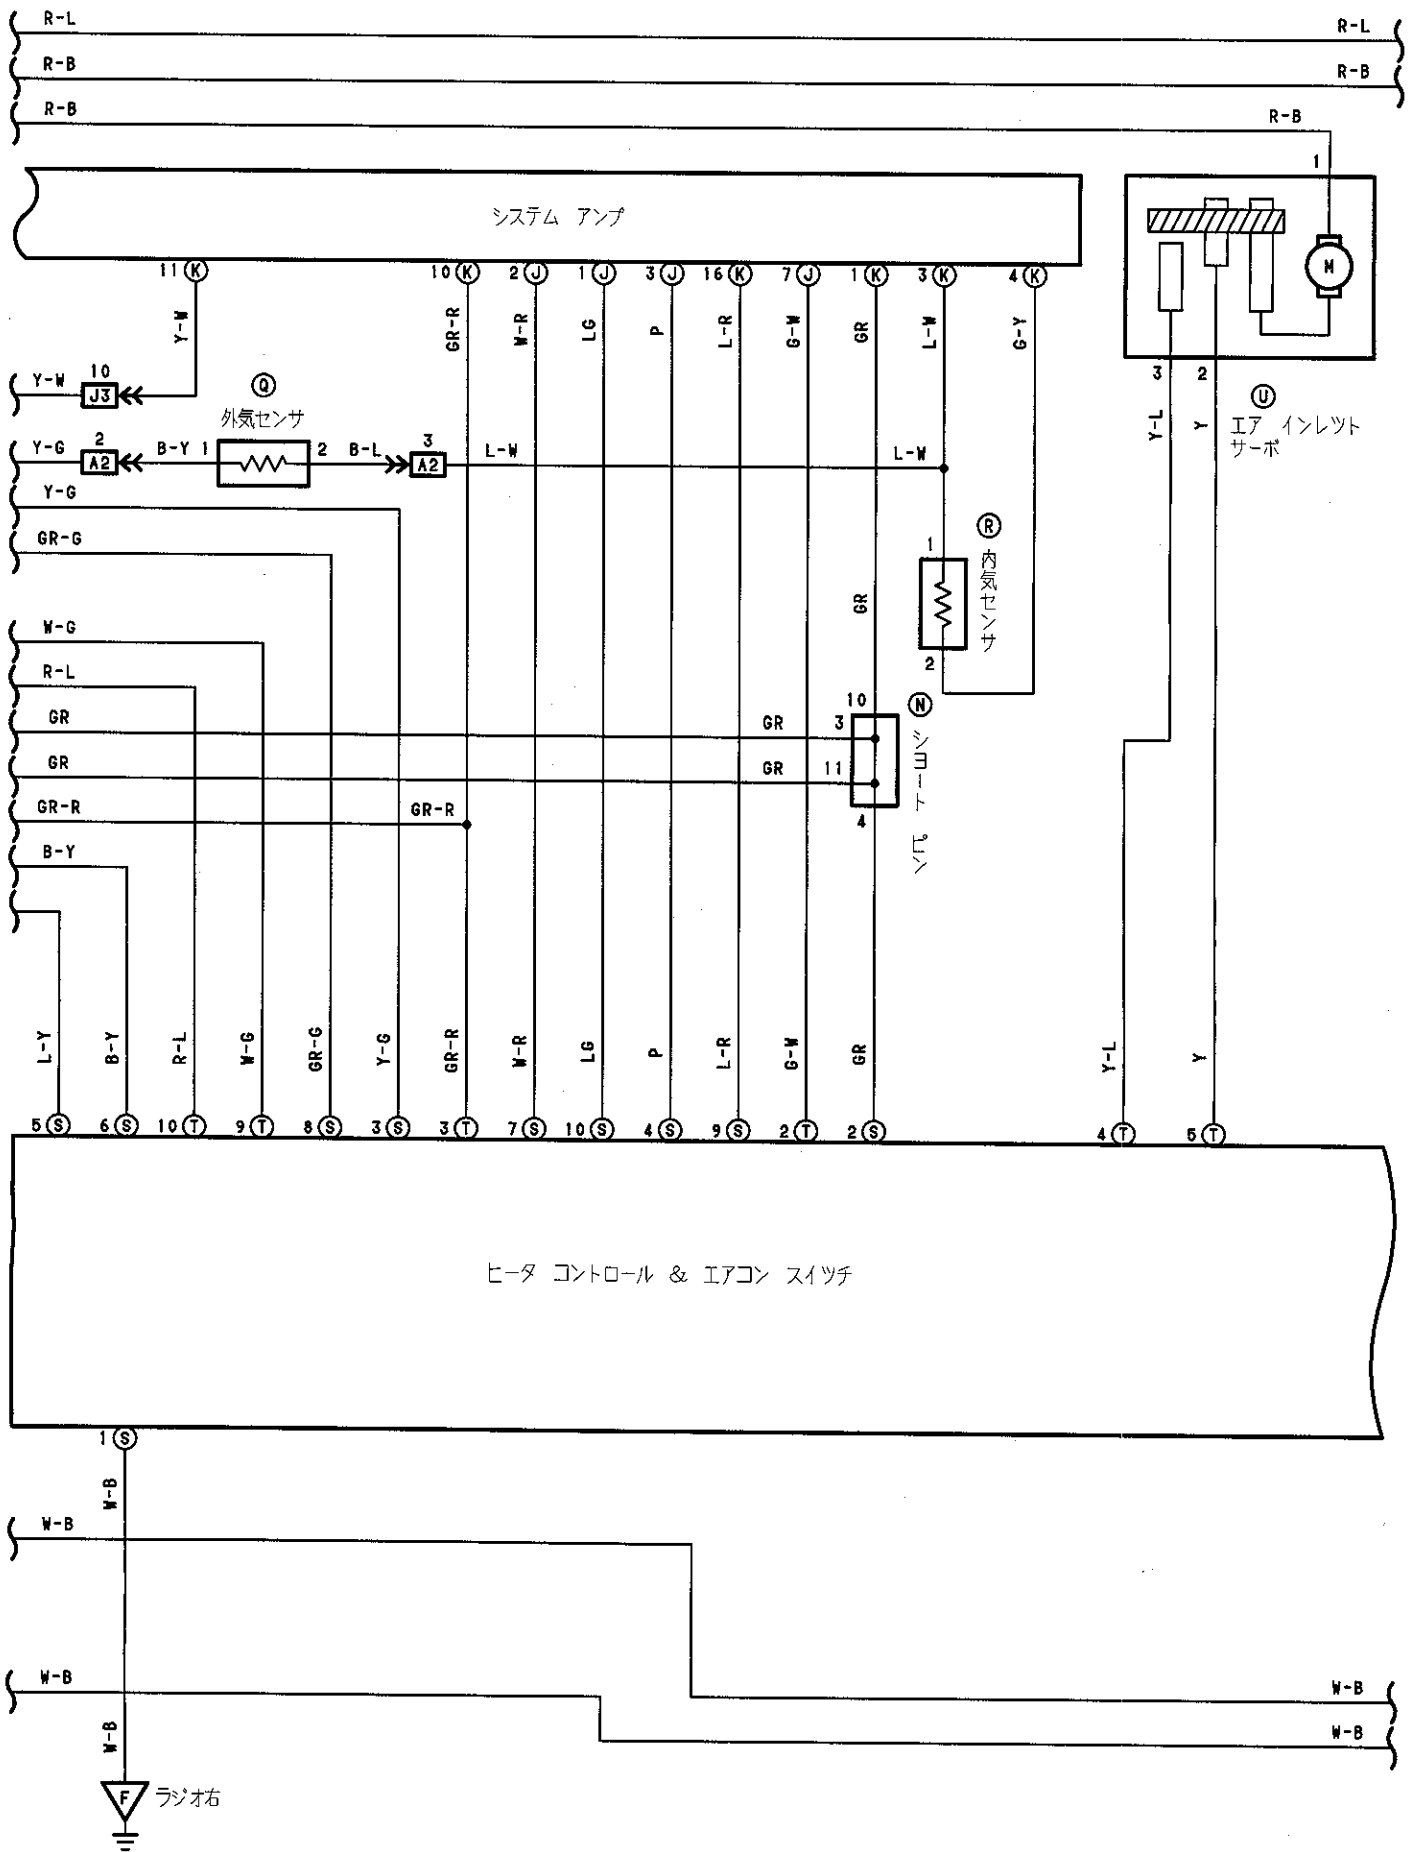 R-L
R-L
R-B
R-B
R-B
R-B
1
システム アンプ
M
11 K
10 K
2 J
1 J
3 J
16 K
7 J
1 K
3 K
4 K
Y-W
GR-R
W-R
LG
P
L-R
G-W
GR
L-W
G-Y
3
2
U
エア インレツト
サーボ
Y-L
Y
Y-W
10
J3
Q
外気センサ
Y-G
2
A2
B-Y
1
2
B-L
3
A2
L-W
L-W
Y-G
GR-G
R
内気センサ
1
2
GR
W-G
R-L
GR
GR
GR-R
GR-R
B-Y
10
GR
3
GR
11
4
N
シヨート ピン
L-Y
B-Y
R-L
W-G
GR-G
Y-G
GR-R
W-R
LG
P
L-R
G-W
GR
Y-L
Y
5 S
6 S
10 T
9 T
8 S
3 S
3 T
7 S
10 S
4 S
9 S
2 T
2 S
4 T
5 T
ヒータ コントロール & エアコン スイツチ
1 S
W-B
W-B
W-B
W-B
W-B
W-B
F
ラジオ右